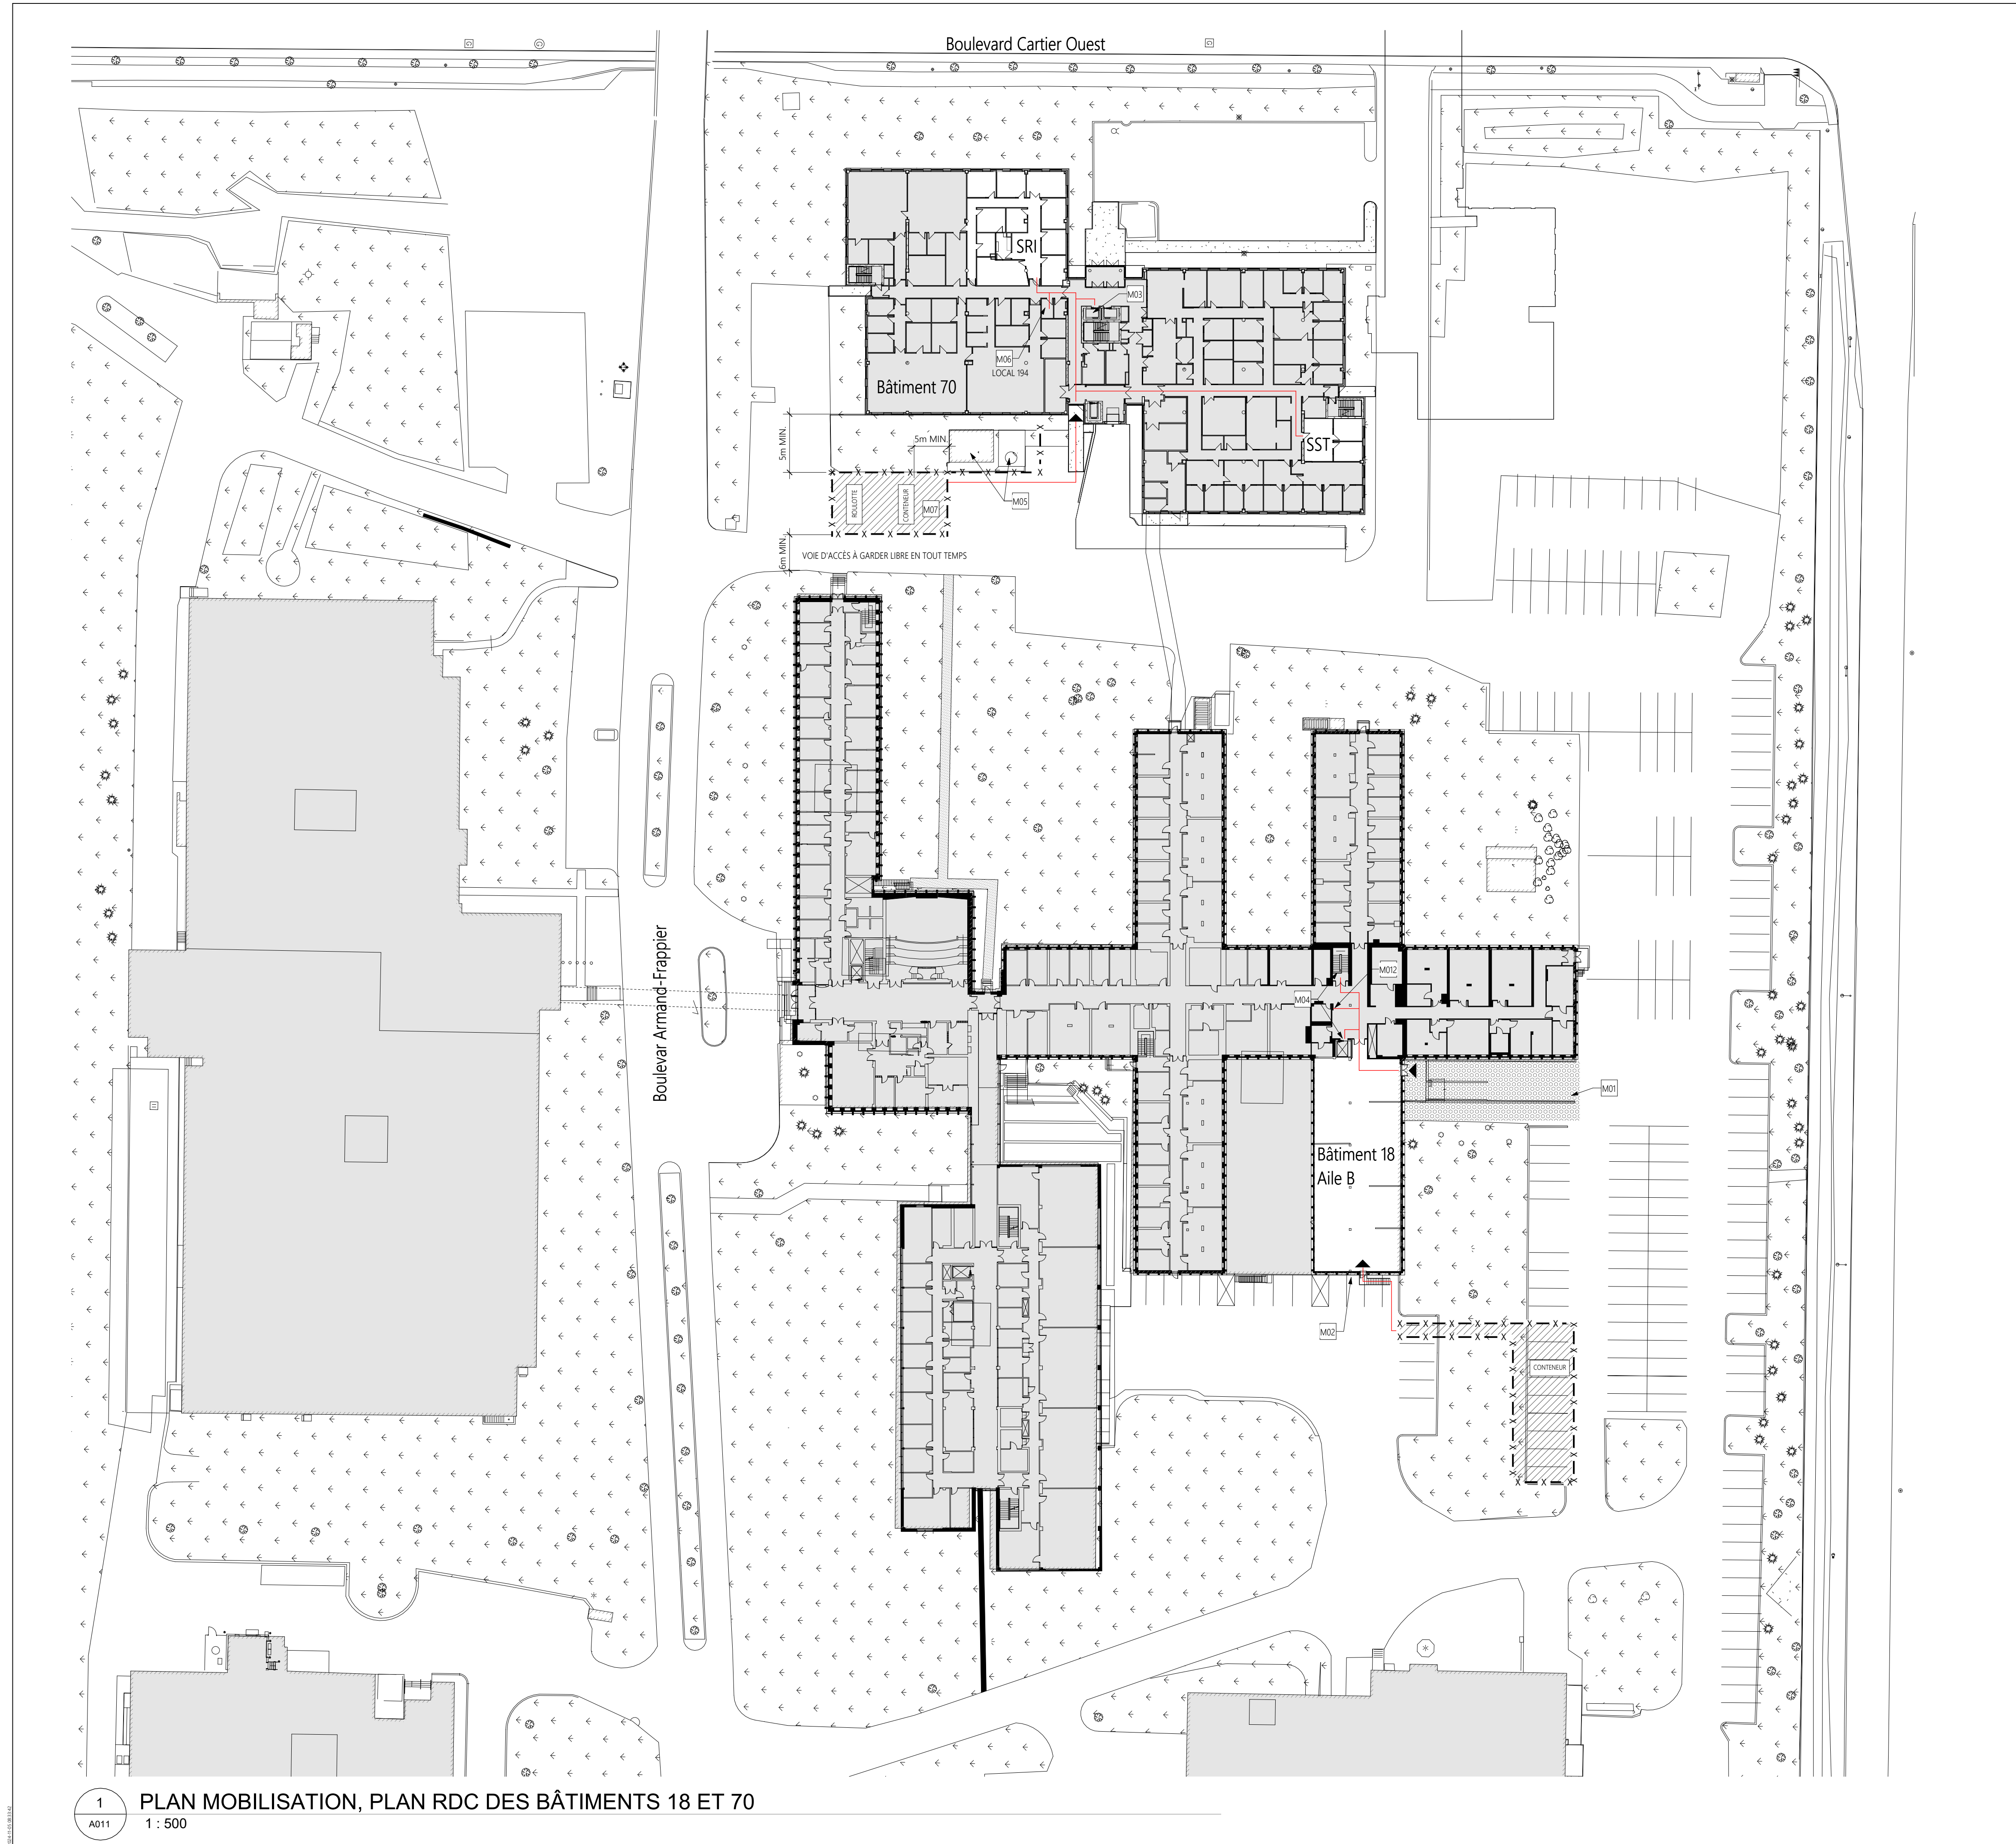 Boulevard Cartier Ouest
SRI
M03
M06
LOCAL 194
Bâtiment 70
5m MIN.
5m MIN.
SST
ROULOTTE
CONTENEUR
M07
M05
6m MIN.
VOIE D'ACCÈS À GARDER LIBRE EN TOUT TEMPS
Boulevar Armand-Frappier
M012
M04
M01
Bâtiment 18
Aile B
M02
CONTENEUR
1
A011
PLAN MOBILISATION, PLAN RDC DES BÂTIMENTS 18 ET 70
1 : 500